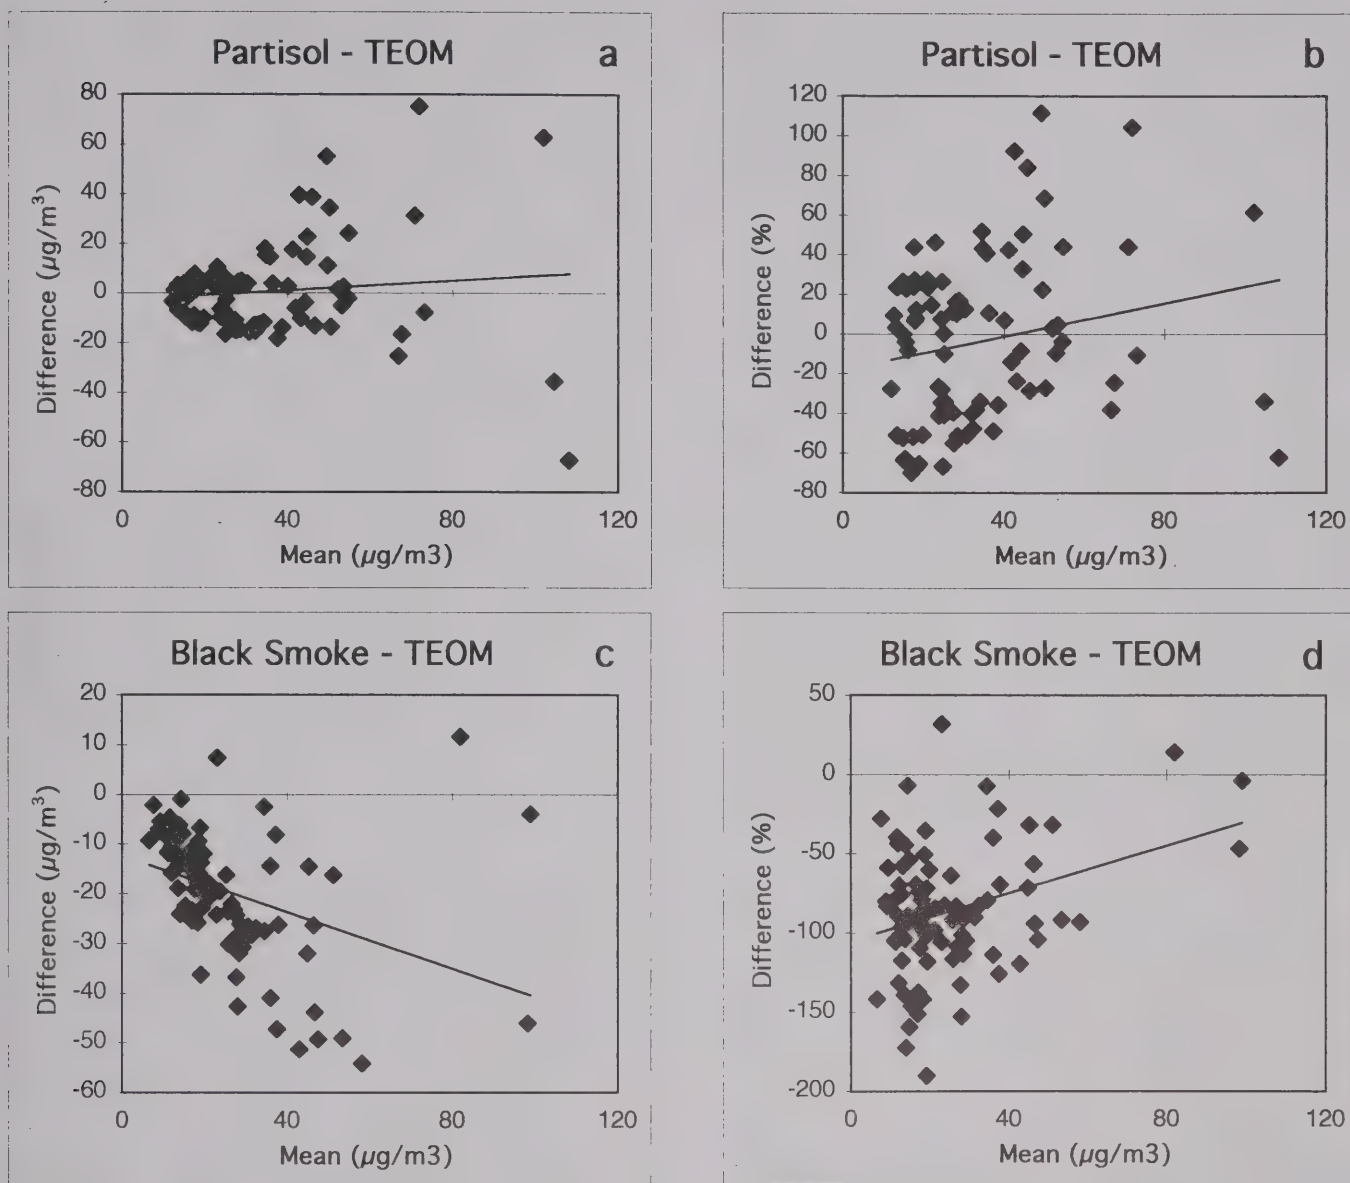 Partisol - TEOM a
80
60
40
20
0
-20
-40
-60
-80
Difference (µg/m³)
0 40 80 120
Mean (µg/m3)
Partisol - TEOM b
120
100
80
60
40
20
0
-20
-40
-60
-80
Difference (%)
0 40 80 120
Mean (µg/m3)
Black Smoke - TEOM c
20
10
0
-10
-20
-30
-40
-50
-60
Difference (µg/m³)
0 40 80 120
Mean (µg/m3)
Black Smoke - TEOM d
50
0
-50
-100
-150
-200
Difference (%)
0 40 80 120
Mean (µg/m3)